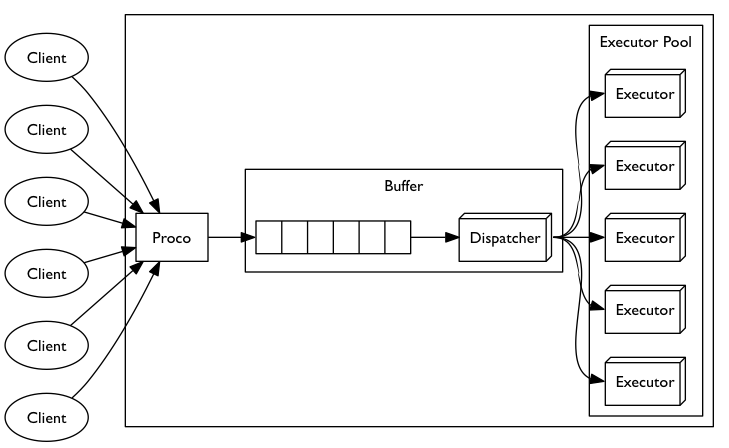 Client
Client
Client
Client
Client
Client
Proco
Buffer
Dispatcher
Executor Pool
Executor
Executor
Executor
Executor
Executor